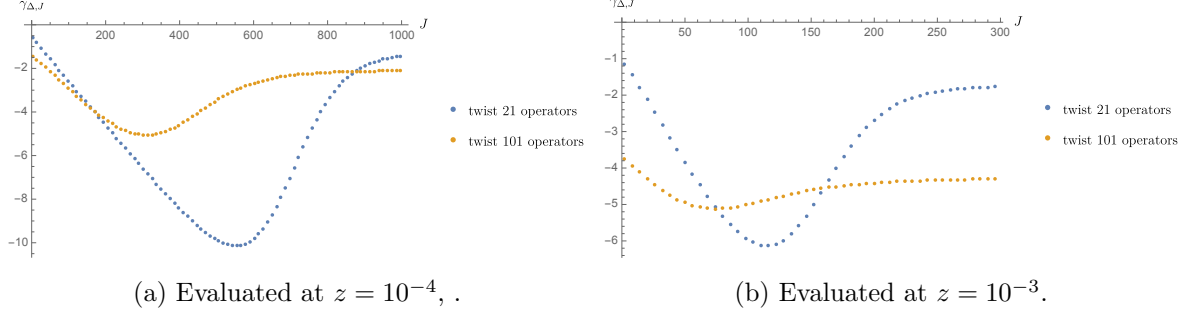 γΔ,J
J
200
400
600
800
1000
−2
−4
−6
−8
−10
twist 21 operators
twist 101 operators
(a) Evaluated at z = 10−4, .
γΔ,J
J
50
100
150
200
250
300
−1
−2
−3
−4
−5
−6
twist 21 operators
twist 101 operators
(b) Evaluated at z = 10−3.